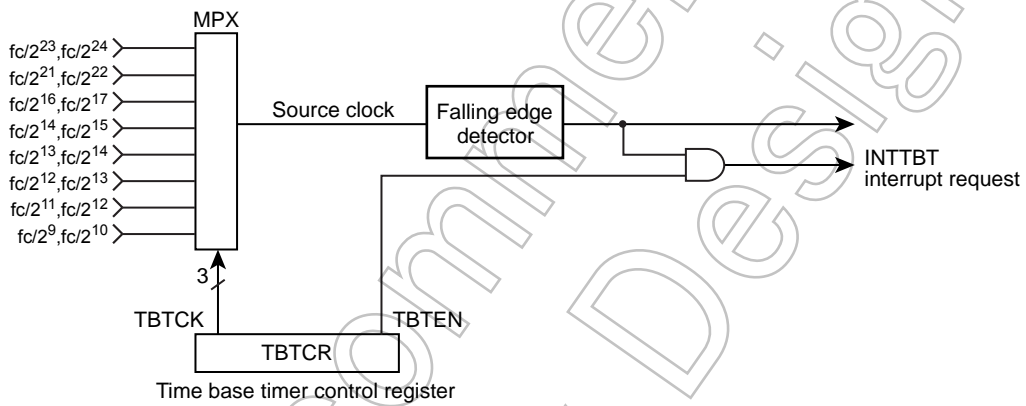 MPX
fc/2^23,fc/2^24
fc/2^21,fc/2^22
fc/2^16,fc/2^17
fc/2^14,fc/2^15
fc/2^13,fc/2^14
fc/2^12,fc/2^13
fc/2^11,fc/2^12
fc/2^9,fc/2^10
Source clock
Falling edge
detector
INTTBT
interrupt request
3
TBTCK
TBTEN
TBTCR
Time base timer control register